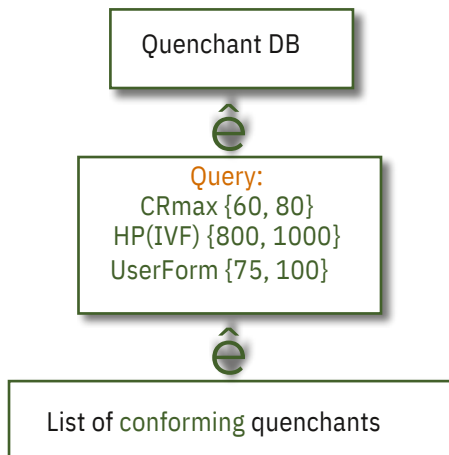 Quenchant DB
ê
Query:
CRmax {60, 80}
HP(IVF) {800, 1000}
UserForm {75, 100}
ê
List of conforming quenchants